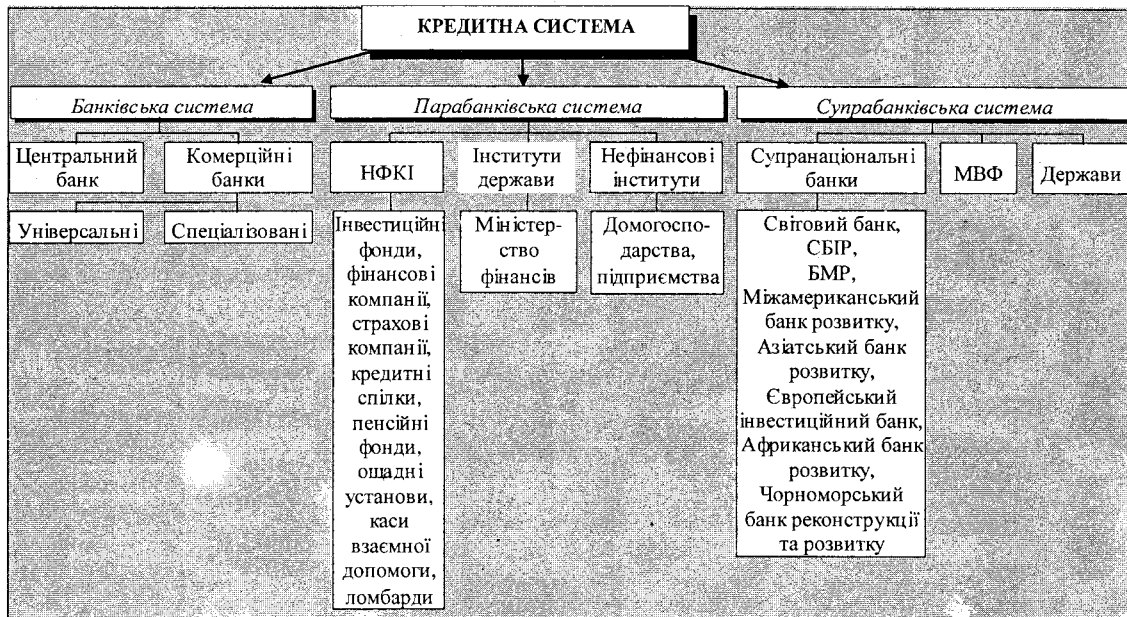 КРЕДИТНА СИСТЕМА
Банківська система
Парабанківська система
Супрабанківська система
Центральний
банк
Комерційні
банки
НФКІ
Інститути
держави
Нефінансові
інститути
Супранаціональні
банки
МВФ
Держави
Універсальні
Спеціалізовані
Інвестиційні
фонди,
фінансові
компанії,
страхові
компанії,
кредитні
спілки,
пенсійні
фонди,
ощадні
установи,
каси
взаємної
допомоги,
ломбарди
Міністер-
ство
фінансів
Домогоспо-
дарства,
підприємства
Світовий банк,
СБІР,
БМР,
Міжамериканський
банк розвитку,
Азіатський банк
розвитку,
Європейський
інвестиційний банк,
Африканський банк
розвитку,
Чорноморський
банк реконструкції
та розвитку